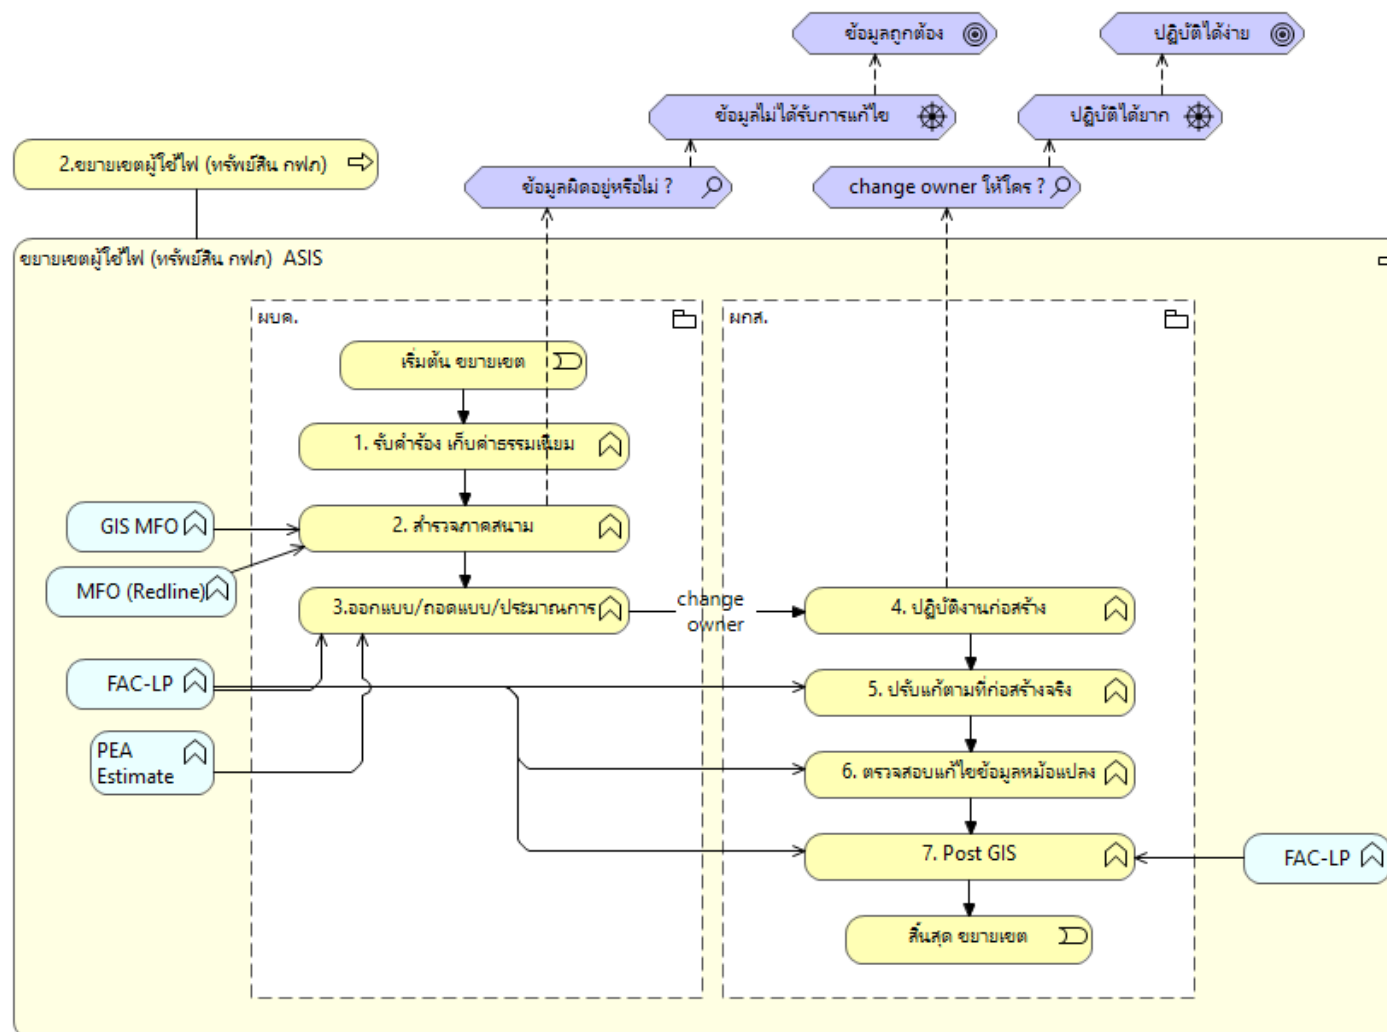 ข้อมูลถูกต้อง
ปฏิบัติได้ง่าย
ข้อมูลไม่ได้รับการแก้ไข
ปฏิบัติได้ยาก
2.ขยายเขตผู้ใช้ไฟ (ทรัพย์สิน กฟภ)
ข้อมูลผิดอยู่หรือไม่ ?
change owner ให้ใคร ?
ขยายเขตผู้ใช้ไฟ (ทรัพย์สิน กฟภ) ASIS
ผบค.
ผกส.
เริ่มต้น ขยายเขต
1. รับคำร้อง เก็บค่าธรรมเนียม
GIS MFO
2. สำรวจภาคสนาม
MFO (Redline)
3.ออกแบบ/ถอดแบบ/ประมาณการ
change
owner
4. ปฏิบัติงานก่อสร้าง
FAC-LP
5. ปรับแก้ตามที่ก่อสร้างจริง
PEA
Estimate
6. ตรวจสอบแก้ไขข้อมูลหม้อแปลง
7. Post GIS
FAC-LP
สิ้นสุด ขยายเขต